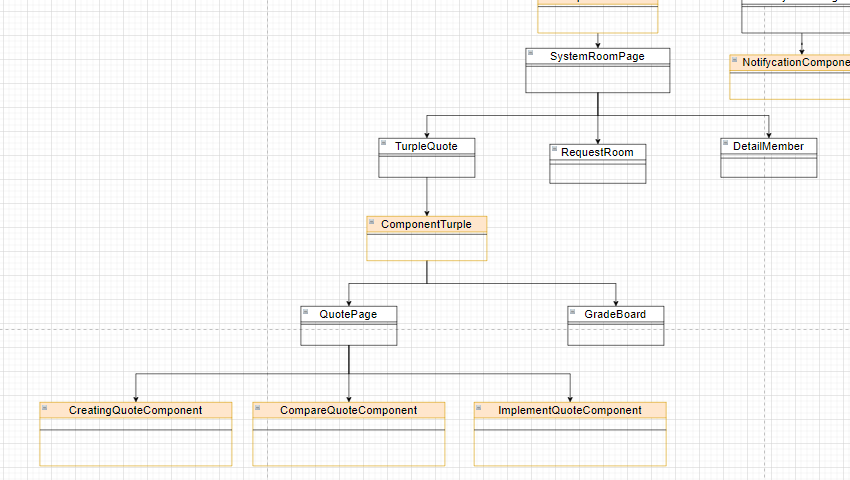 SystemRoomPage
NotifycationCompone
TurpleQuote
RequestRoom
DetailMember
ComponentTurple
QuotePage
GradeBoard
CreatingQuoteComponent
CompareQuoteComponent
ImplementQuoteComponent